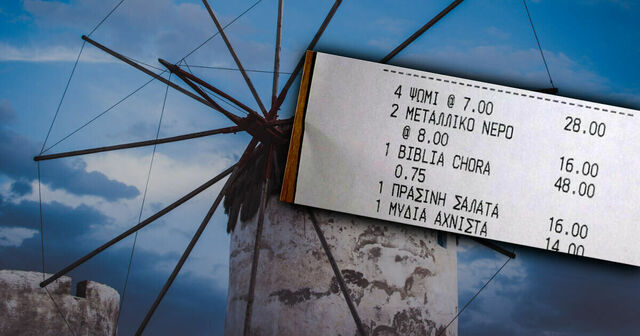 4 ΨΩΜΙ @ 7.00 28.00
2 ΜΕΤΑΛΛΙΚΟ ΝΕΡΟ
@ 8.00 16.00
1 BIBLIA CHORA 48.00
0.75
1 ΠΡΑΣΙΝΗ ΣΑΛΑΤΑ 16.00
1 ΜΥΔΙΑ ΑΧΝΙΣΤΑ 14.00